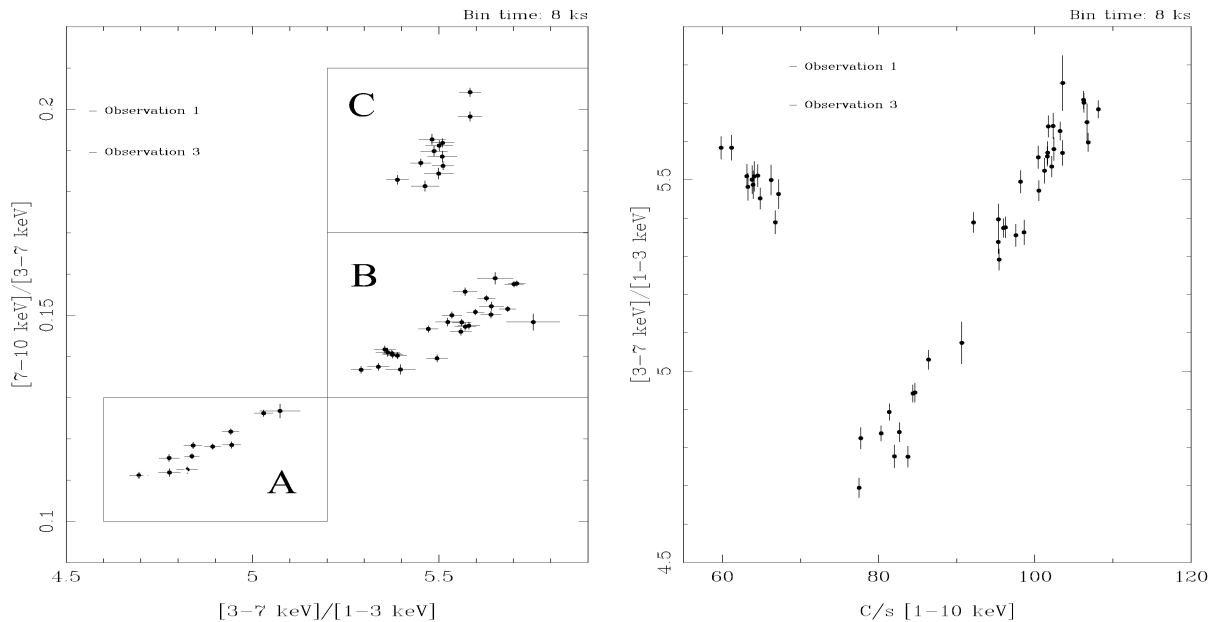 Bin time: 8 ks
− Observation 1
− Observation 3
C
B
A
0.2
0.15
0.1
[7−10 keV]/[3−7 keV]
4.5
5
5.5
[3−7 keV]/[1−3 keV]
Bin time: 8 ks
− Observation 1
− Observation 3
5.5
5
4.5
[3−7 keV]/[1−3 keV]
60
80
100
120
C/s [1−10 keV]